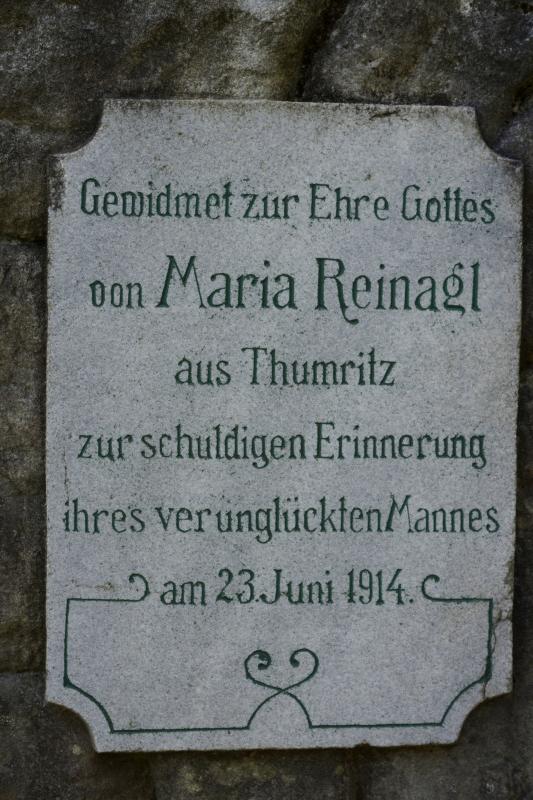 Gewidmet zur Ehre Gottes
von Maria Reinagl
aus Thumritz
zur schuldigen Erinnerung
ihres verunglückten Mannes
am 23. Juni 1914.